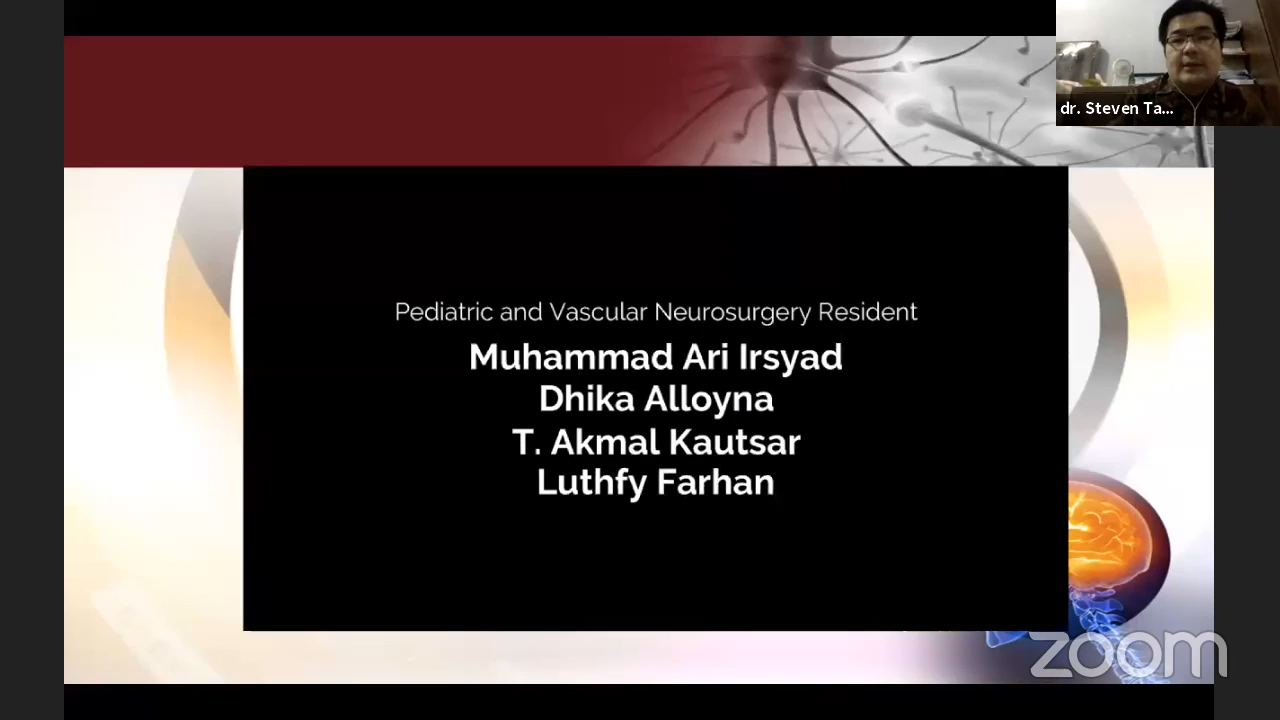 dr. Steven Ta...
Pediatric and Vascular Neurosurgery Resident
Muhammad Ari Irsyad
Dhika Alloyna
T. Akmal Kautsar
Luthfy Farhan
zoom